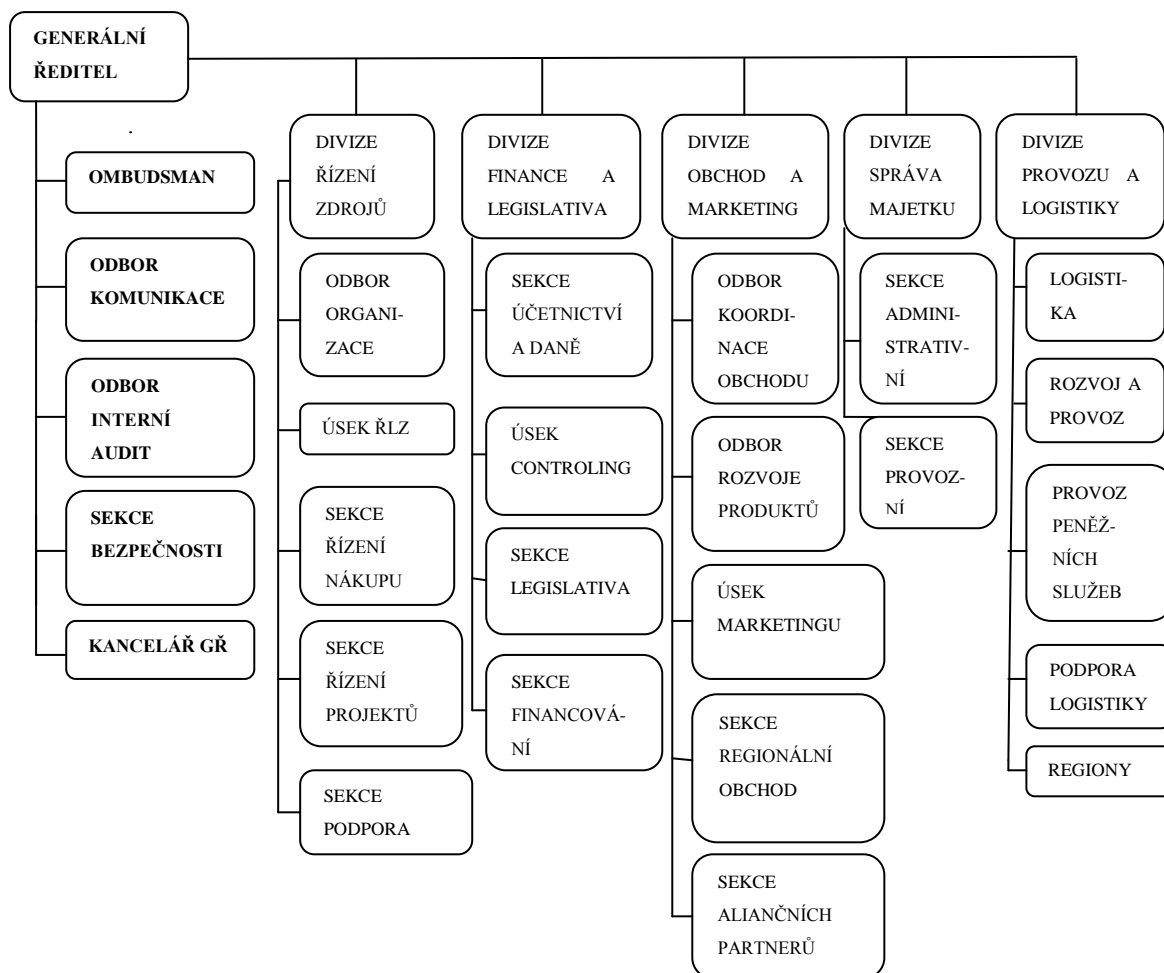 GENERÁLNÍ
ŘEDITEL
OMBUDSMAN
ODBOR
KOMUNIKACE
ODBOR
INTERNÍ
AUDIT
SEKCE
BEZPEČNOSTI
KANCELÁŘ GŘ
DIVIZE
ŘÍZENÍ
ZDROJŮ
ODBOR
ORGANI-
ZACE
ÚSEK ŘLZ
SEKCE
ŘÍZENÍ
NÁKUPU
SEKCE
ŘÍZENÍ
PROJEKTŮ
SEKCE
PODPORA
DIVIZE
FINANCE A
LEGISLATIVA
SEKCE
ÚČETNICTVÍ
A DANĚ
ÚSEK
CONTROLING
SEKCE
LEGISLATIVA
SEKCE
FINANCOVÁ-
NÍ
DIVIZE
OBCHOD A
MARKETING
ODBOR
KOORDI-
NACE
OBCHODU
ODBOR
ROZVOJE
PRODUKTŮ
ÚSEK
MARKETINGU
SEKCE
REGIONÁLNÍ
OBCHOD
SEKCE
ALIANČNÍCH
PARTNERŮ
DIVIZE
SPRÁVA
MAJETKU
SEKCE
ADMINI-
STRATIV-
NÍ
SEKCE
PROVOZ-
NÍ
DIVIZE
PROVOZU A
LOGISTIKY
LOGISTI-
KA
ROZVOJ A
PROVOZ
PROVOZ
PENĚŽ-
NÍCH
SLUŽEB
PODPORA
LOGISTIKY
REGIONY